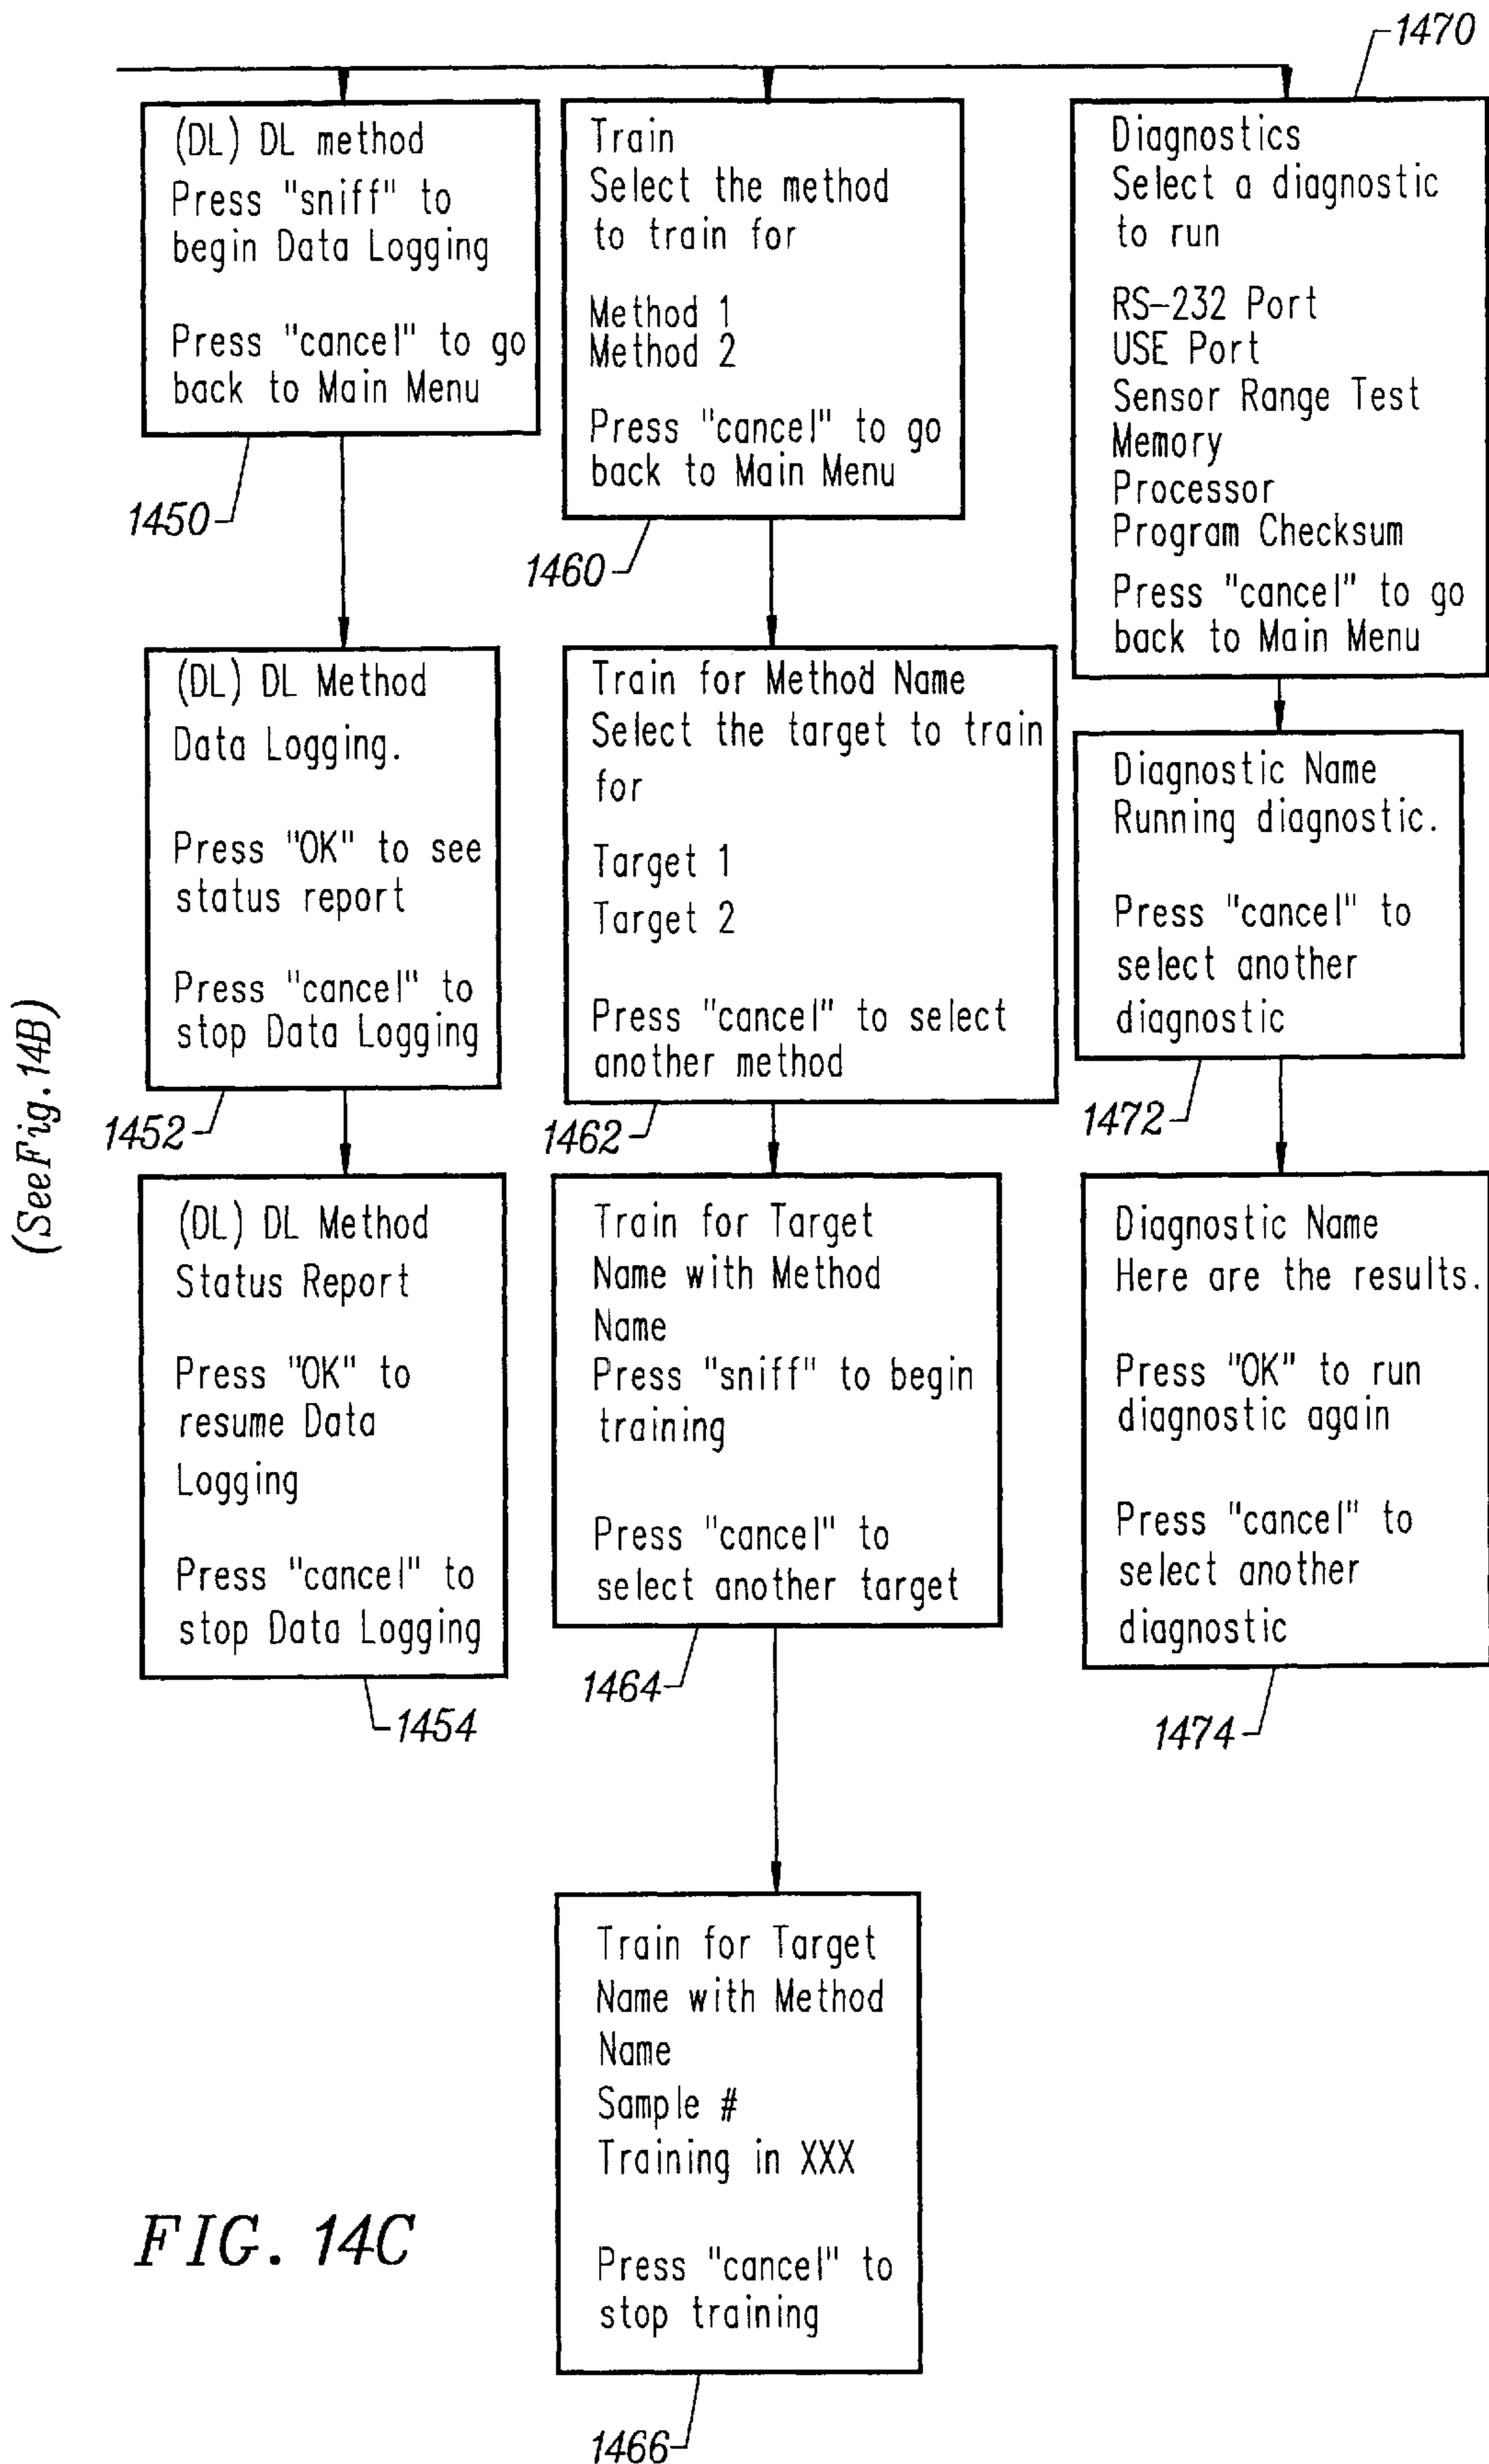 1470
(DL) DL method
Press "sniff" to
begin Data Logging
Press "cancel" to go
back to Main Menu
1450
(DL) DL Method
Data Logging.
Press "OK" to see
status report
Press "cancel" to
stop Data Logging
1452
(DL) DL Method
Status Report
Press "OK" to
resume Data
Logging
Press "cancel" to
stop Data Logging
1454
Train
Select the method
to train for
Method 1
Method 2
Press "cancel" to go
back to Main Menu
1460
Train for Method Name
Select the target to train
for
Target 1
Target 2
Press "cancel" to select
another method
1462
Train for Target
Name with Method
Name
Press "sniff" to begin
training
Press "cancel" to
select another target
1464
Train for Target
Name with Method
Name
Sample #
Training in XXX
Press "cancel" to
stop training
1466
Diagnostics
Select a diagnostic
to run
RS-232 Port
USE Port
Sensor Range Test
Memory
Processor
Program Checksum
Press "cancel" to go
back to Main Menu
Diagnostic Name
Running diagnostic.
Press "cancel" to
select another
diagnostic
1472
Diagnostic Name
Here are the results.
Press "OK" to run
diagnostic again
Press "cancel" to
select another
diagnostic
1474
(See Fig. 14B)
FIG. 14C